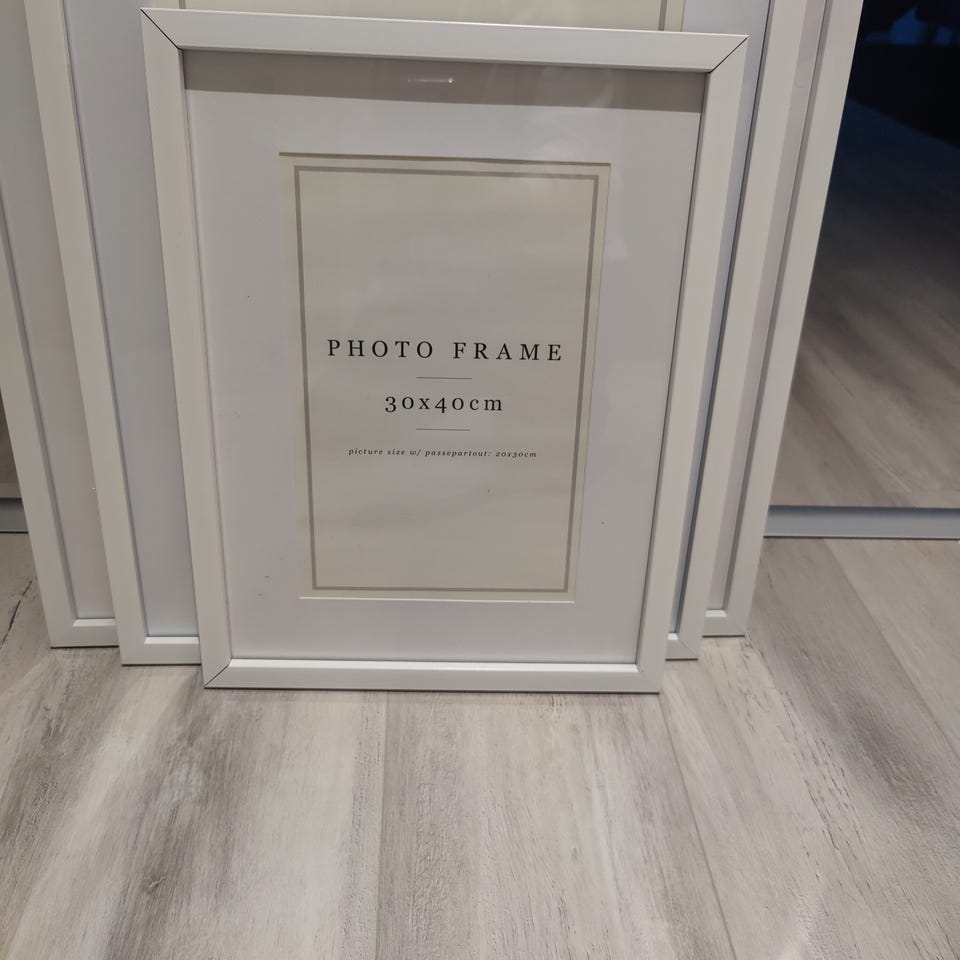 PHOTO FRAME
30x40cm
picture size w/ passepartout: 20x30cm